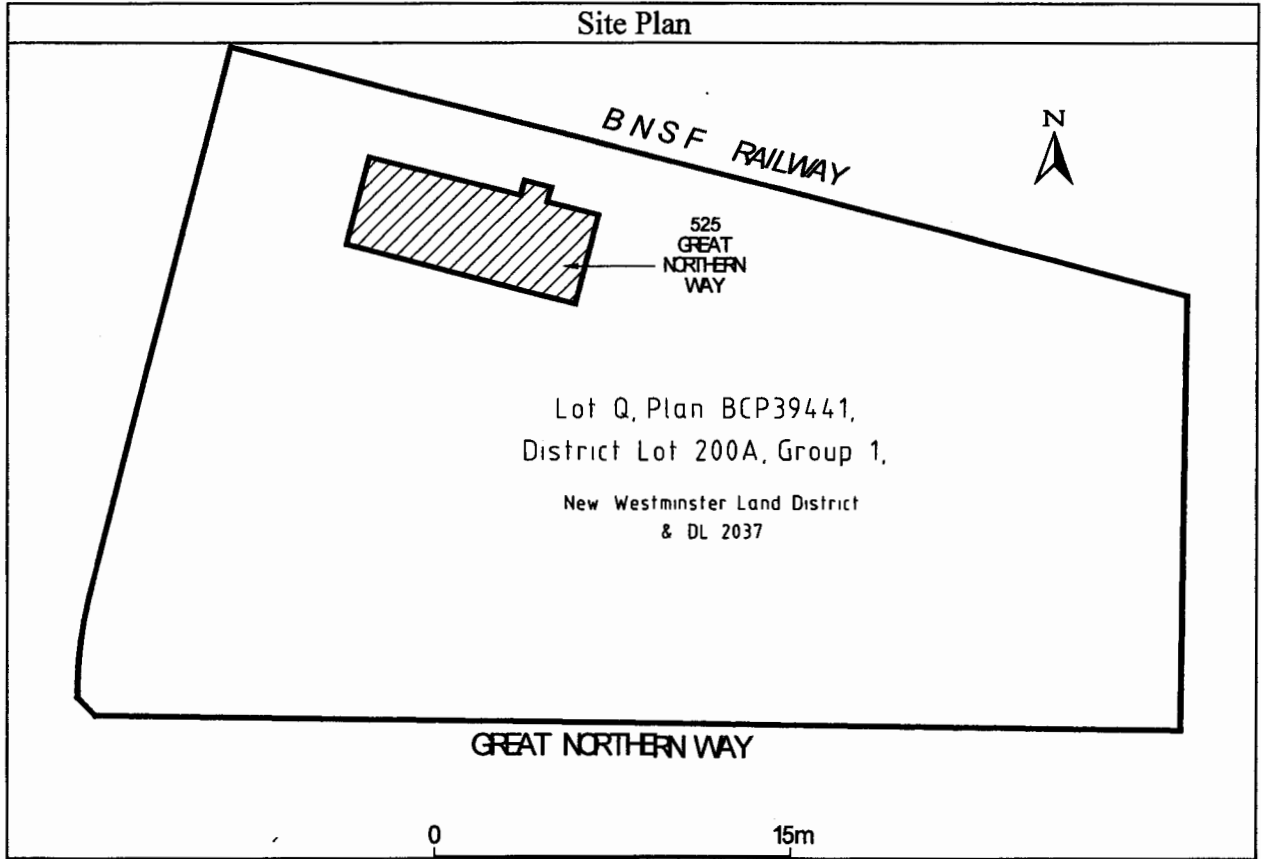 Site Plan
BNSF RAILWAY
N
525
GREAT
NORTHERN
WAY
Lot Q, Plan BCP39441,
District Lot 200A, Group 1,
New Westminster Land District
& DL 2037
GREAT NORTHERN WAY
0 15m